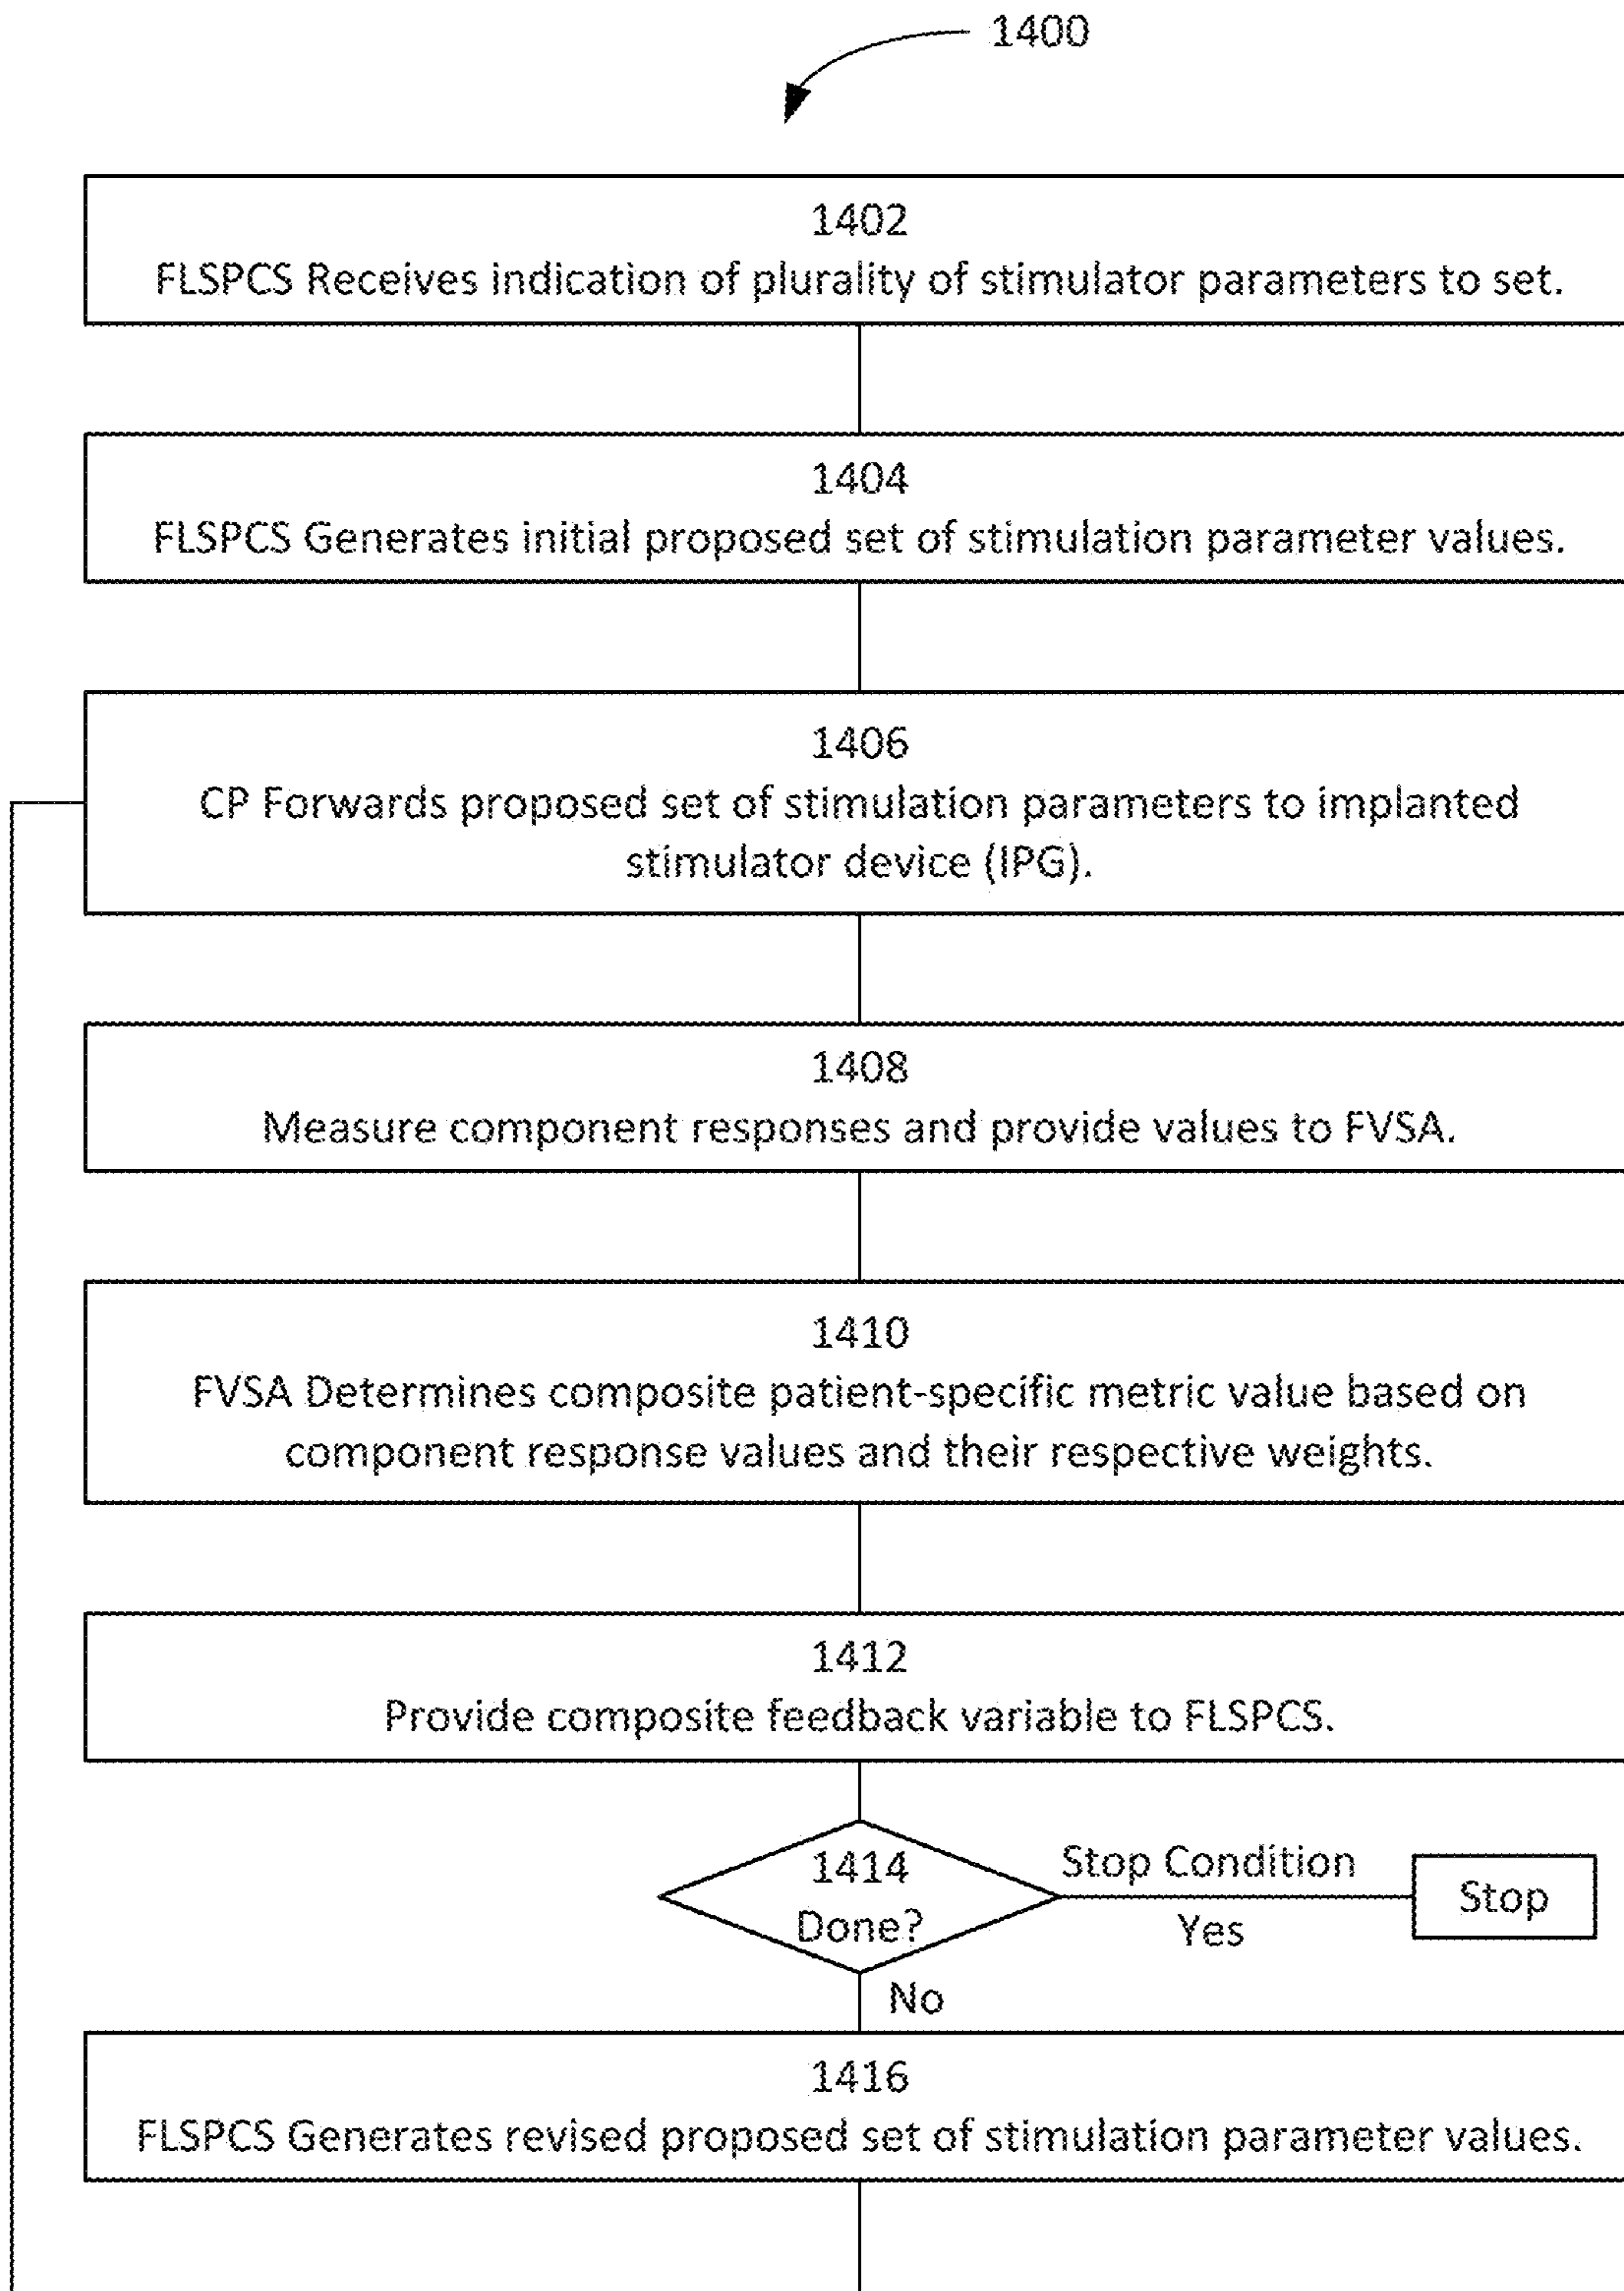 1400
1402
FLSPCS Receives indication of plurality of stimulator parameters to set.
1404
FLSPCS Generates initial proposed set of stimulation parameter values.
1406
CP Forwards proposed set of stimulation parameters to implanted
stimulator device (IPG).
1408
Measure component responses and provide values to FVSA.
1410
FVSA Determines composite patient-specific metric value based on
component response values and their respective weights.
1412
Provide composite feedback variable to FLSPCS.
1414
Done?
Stop Condition
Yes
Stop
No
1416
FLSPCS Generates revised proposed set of stimulation parameter values.